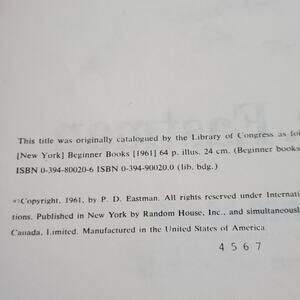 This title was originally catalogued by the Library of Congress as fol
[New York] Beginner Books [1961] 64 p. illus. 24 cm. (Beginner books
ISBN 0-394-80020-6 ISBN 0-394-90020.0 (lib. bdg.)
©Copyright, 1961, by P. D. Eastman. All rights reserved under Internati
tions. Published in New York by Random House, Inc., and simultaneousl
Canada, Limited. Manufactured in the United States of America.
4 5 6 7